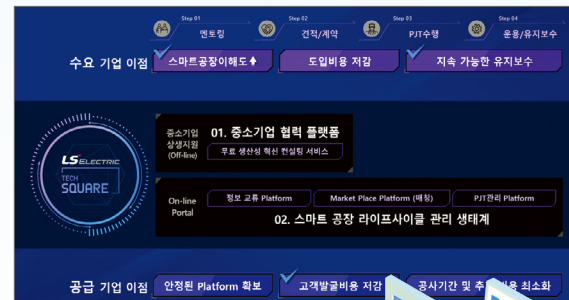 Step 01
멘토링
Step 02
견적/계약
Step 03
PJT수행
Step 04
운용/유지보수
수요 기업 이점
스마트공장이해도
도입비용 저감
지속 가능한 유지보수
LS ELECTRIC
TECH
SQUARE
중소기업
상생지원
(Off-line)
01. 중소기업 협력 플랫폼
무료 생산성 혁신 컨설팅 서비스
On-line
Portal
정보 교류 Platform
Market Place Platform (매칭)
PJT관리 Platform
02. 스마트 공장 라이프사이클 관리 생태계
공급 기업 이점
안정된 Platform 확보
고객발굴비용 저감
공사기간 및 최소화